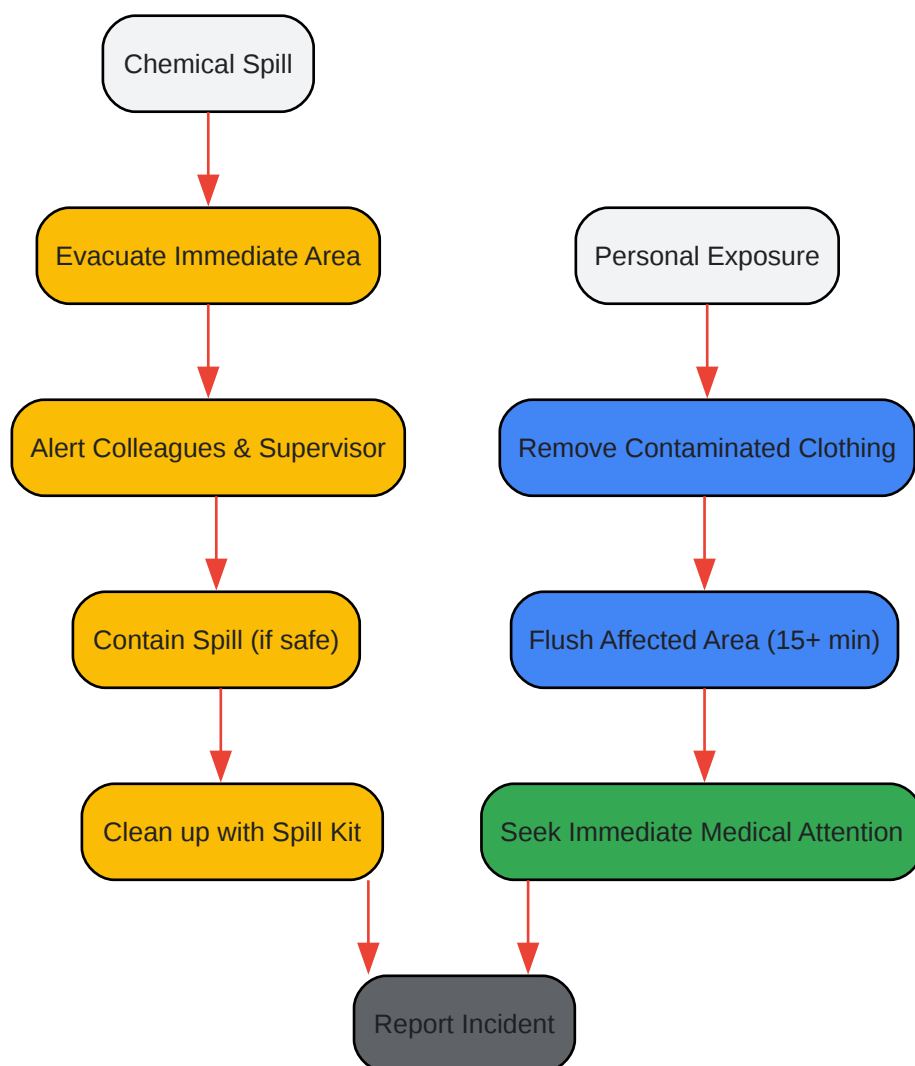 Chemical Spill
Evacuate Immediate Area
Personal Exposure
Alert Colleagues & Supervisor
Remove Contaminated Clothing
Contain Spill (if safe)
Flush Affected Area (15+ min)
Clean up with Spill Kit
Seek Immediate Medical Attention
Report Incident